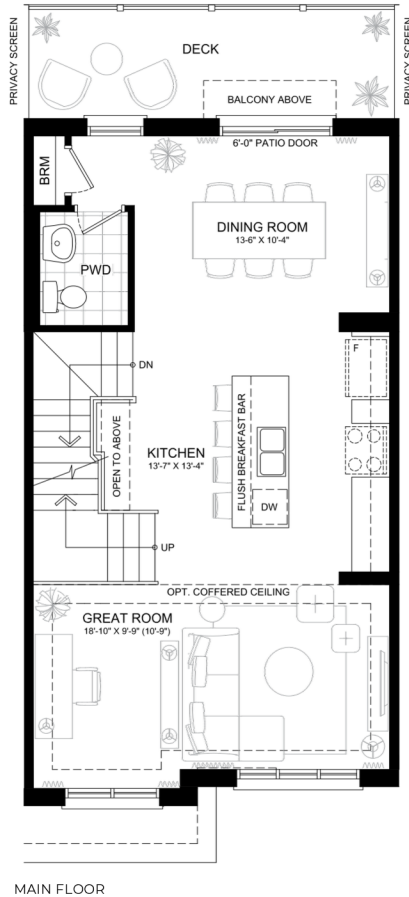 PRIVACY SCREEN
DECK
PRIVACY SCREEN
BALCONY ABOVE
6'-0" PATIO DOOR
BRM
DINING ROOM
13'-6" X 10'-4"
PWD
F
DN
OPEN TO ABOVE
KITCHEN
13'-7" X 13'-4"
FLUSH BREAKFAST BAR
DW
UP
OPT. COFFERED CEILING
GREAT ROOM
18'-10" X 9'-9" (10'-9")
MAIN FLOOR